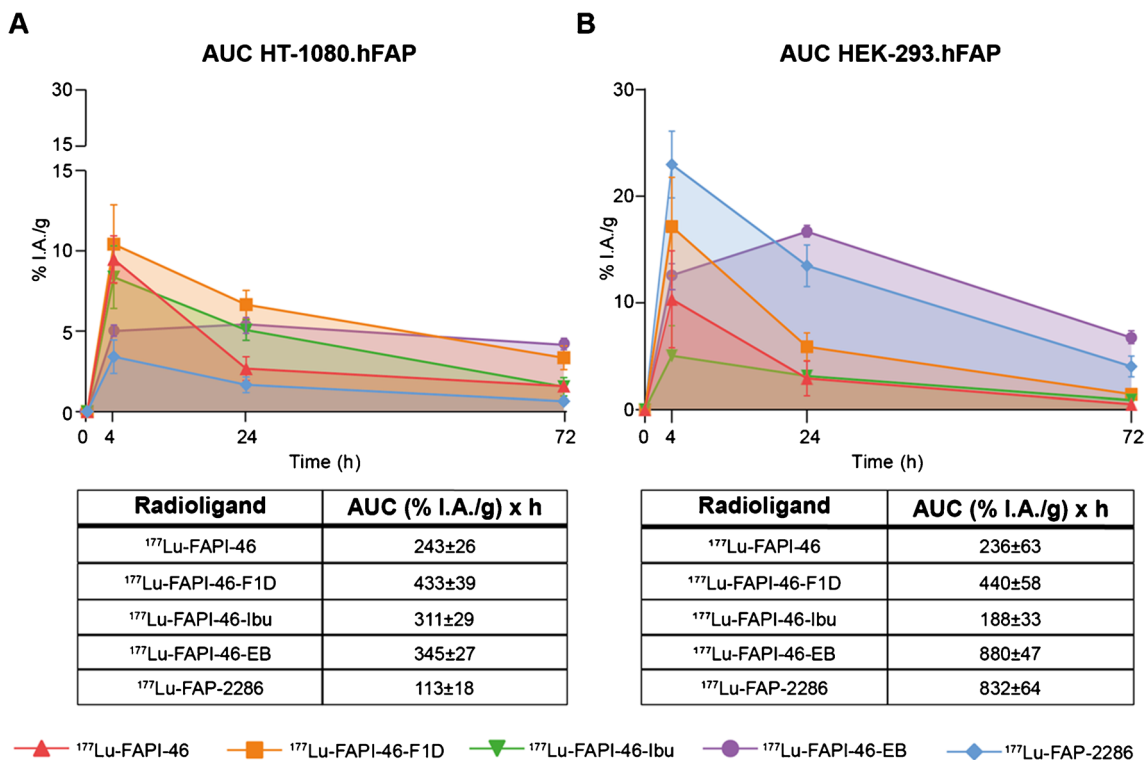 A
AUC HT-1080.hFAP
30
15
15
10
5
0
% I.A./g
0 4 24 72
Time (h)
Radioligand AUC (% I.A./g) x h
¹⁷⁷Lu-FAPI-46 243±26
¹⁷⁷Lu-FAPI-46-F1D 433±39
¹⁷⁷Lu-FAPI-46-Ibu 311±29
¹⁷⁷Lu-FAPI-46-EB 345±27
¹⁷⁷Lu-FAP-2286 113±18
B
AUC HEK-293.hFAP
30
20
10
0
% I.A./g
0 4 24 72
Time (h)
Radioligand AUC (% I.A./g) x h
¹⁷⁷Lu-FAPI-46 236±63
¹⁷⁷Lu-FAPI-46-F1D 440±58
¹⁷⁷Lu-FAPI-46-Ibu 188±33
¹⁷⁷Lu-FAPI-46-EB 880±47
¹⁷⁷Lu-FAP-2286 832±64
¹⁷⁷Lu-FAPI-46 ¹⁷⁷Lu-FAPI-46-F1D ¹⁷⁷Lu-FAPI-46-Ibu ¹⁷⁷Lu-FAPI-46-EB ¹⁷⁷Lu-FAP-2286